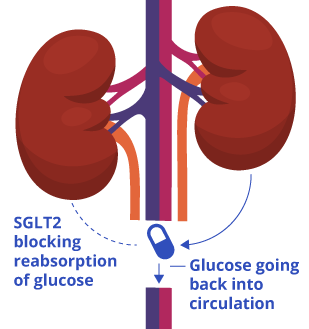 SGLT2
blocking
reabsorption
of glucose
Glucose going
back into
circulation